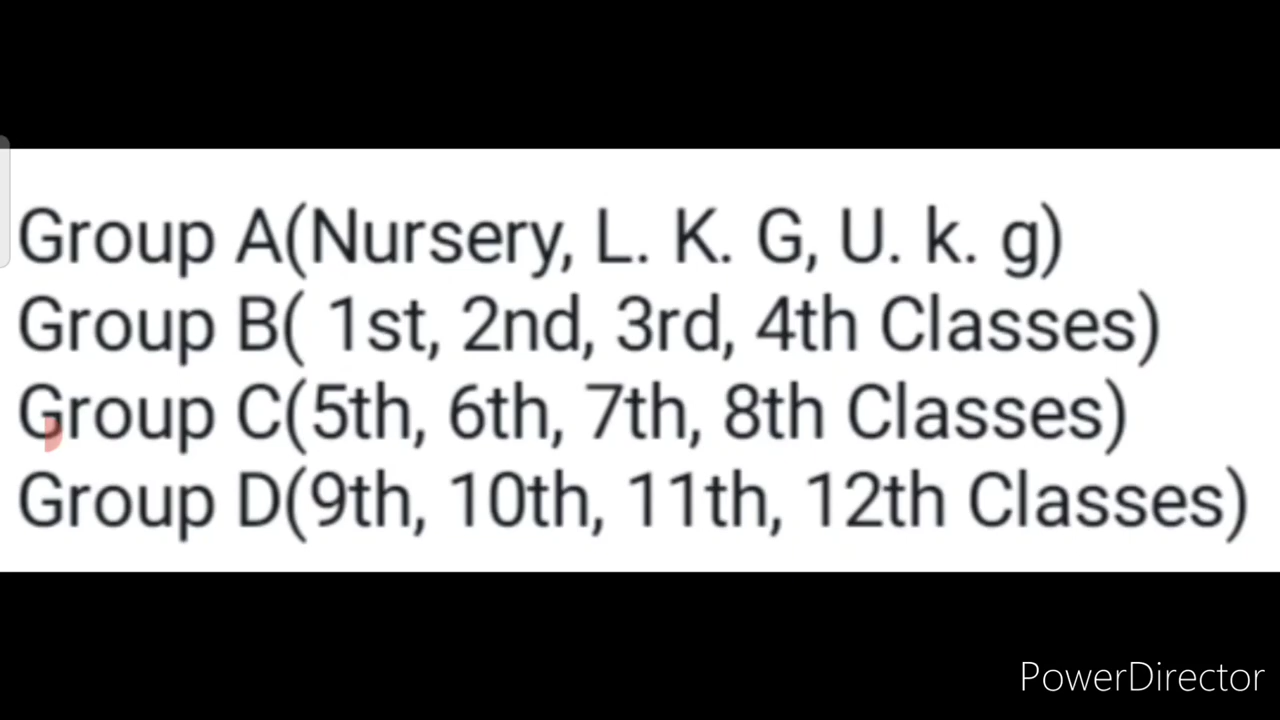 Group A(Nursery, L. K. G, U. k. g)
Group B( 1st, 2nd, 3rd, 4th Classes)
Group C(5th, 6th, 7th, 8th Classes)
Group D(9th, 10th, 11th, 12th Classes)
PowerDirector